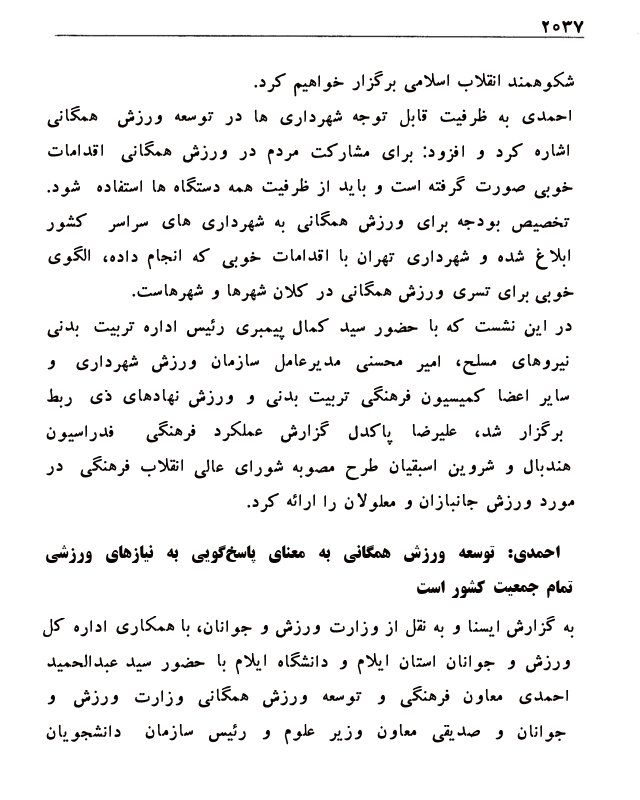 ۲۰۳۷
شکوهمند انقلاب اسلامی برگزار خواهیم کرد.
احمدی به ظرفیت قابل توجه شهرداری ها در توسعه ورزش همگانی
اشاره کرد و افزود: برای مشارکت مردم در ورزش همگانی اقدامات
خوبی صورت گرفته است و باید از ظرفیت همه دستگاه ها استفاده شود.
تخصیص بودجه برای ورزش همگانی به شهرداری های سراسر کشور
ابلاغ شده و شهرداری تهران با اقدامات خوبی که انجام داده، الگوی
خوبی برای تسری ورزش همگانی در کلان شهرها و شهرهاست.
در این نشست که با حضور سید کمال پیمبری رئیس اداره تربیت بدنی
نیروهای مسلح، امیر محسنی مدیرعامل سازمان ورزش شهرداری و
سایر اعضا کمیسیون فرهنگی تربیت بدنی و ورزش نهادهای ذی ربط
برگزار شد، علیرضا پاکدل گزارش عملکرد فرهنگی فدراسیون
هندبال و شروین اسبقیان طرح مصوبه شورای عالی انقلاب فرهنگی در
مورد ورزش جانبازان و معلولان را ارائه کرد.
احمدی: توسعه ورزش همگانی به معنای پاسخ‌گویی به نیازهای ورزشی
تمام جمعیت کشور است
به گزارش ایسنا و به نقل از وزارت ورزش و جوانان، با همکاری اداره کل
ورزش و جوانان استان ایلام و دانشگاه ایلام با حضور سید عبدالحمید
احمدی معاون فرهنگی و توسعه ورزش همگانی وزارت ورزش و
جوانان و صدیقی معاون وزیر علوم و رئیس سازمان دانشجویان